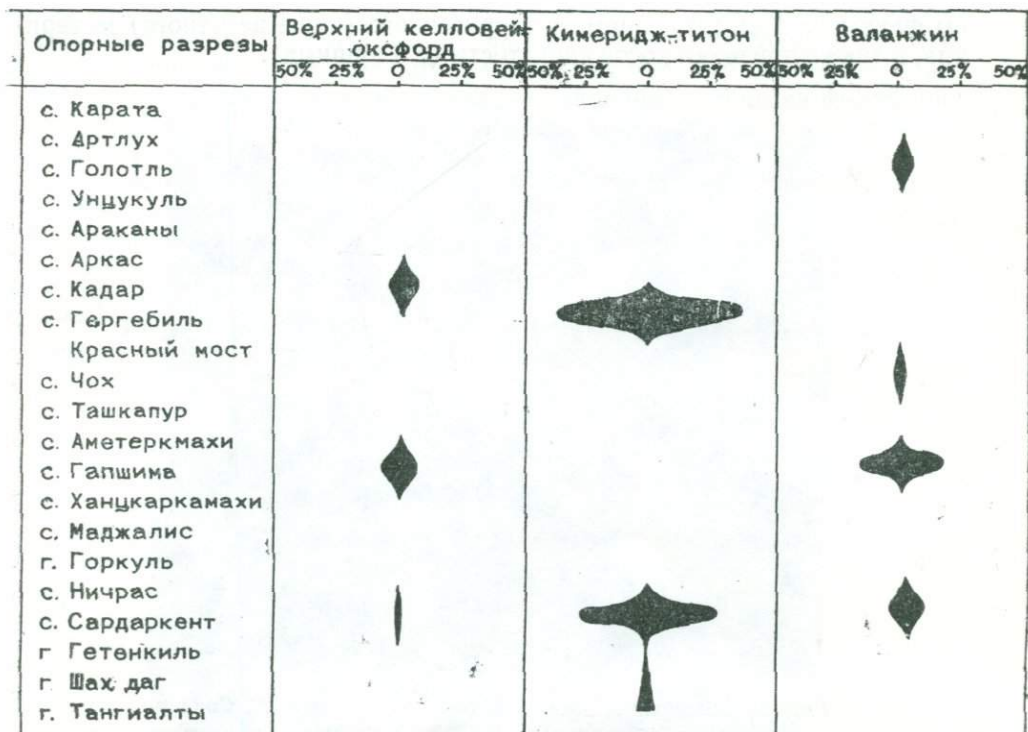 Опорные разрезы
Верхний келловей-
оксфорд
Кимеридж-титон
Валанжин
50% 25% 0 25% 50%
50% 25% 0 25% 50%
50% 25% 0 25% 50%
с. Карата
с. Артлух
с. Голотль
с. Унцукуль
с. Араканы
с. Аркас
с. Кадар
с. Гергебиль
Красный мост
с. Чох
с. Ташкапур
с. Аметеркмахи
с. Гапшима
с. Ханцкаркамахи
с. Маджалис
г. Горкуль
с. Ничрас
с. Сардаркент
г Гетенкиль
г Шах даг
г. Тангиалты